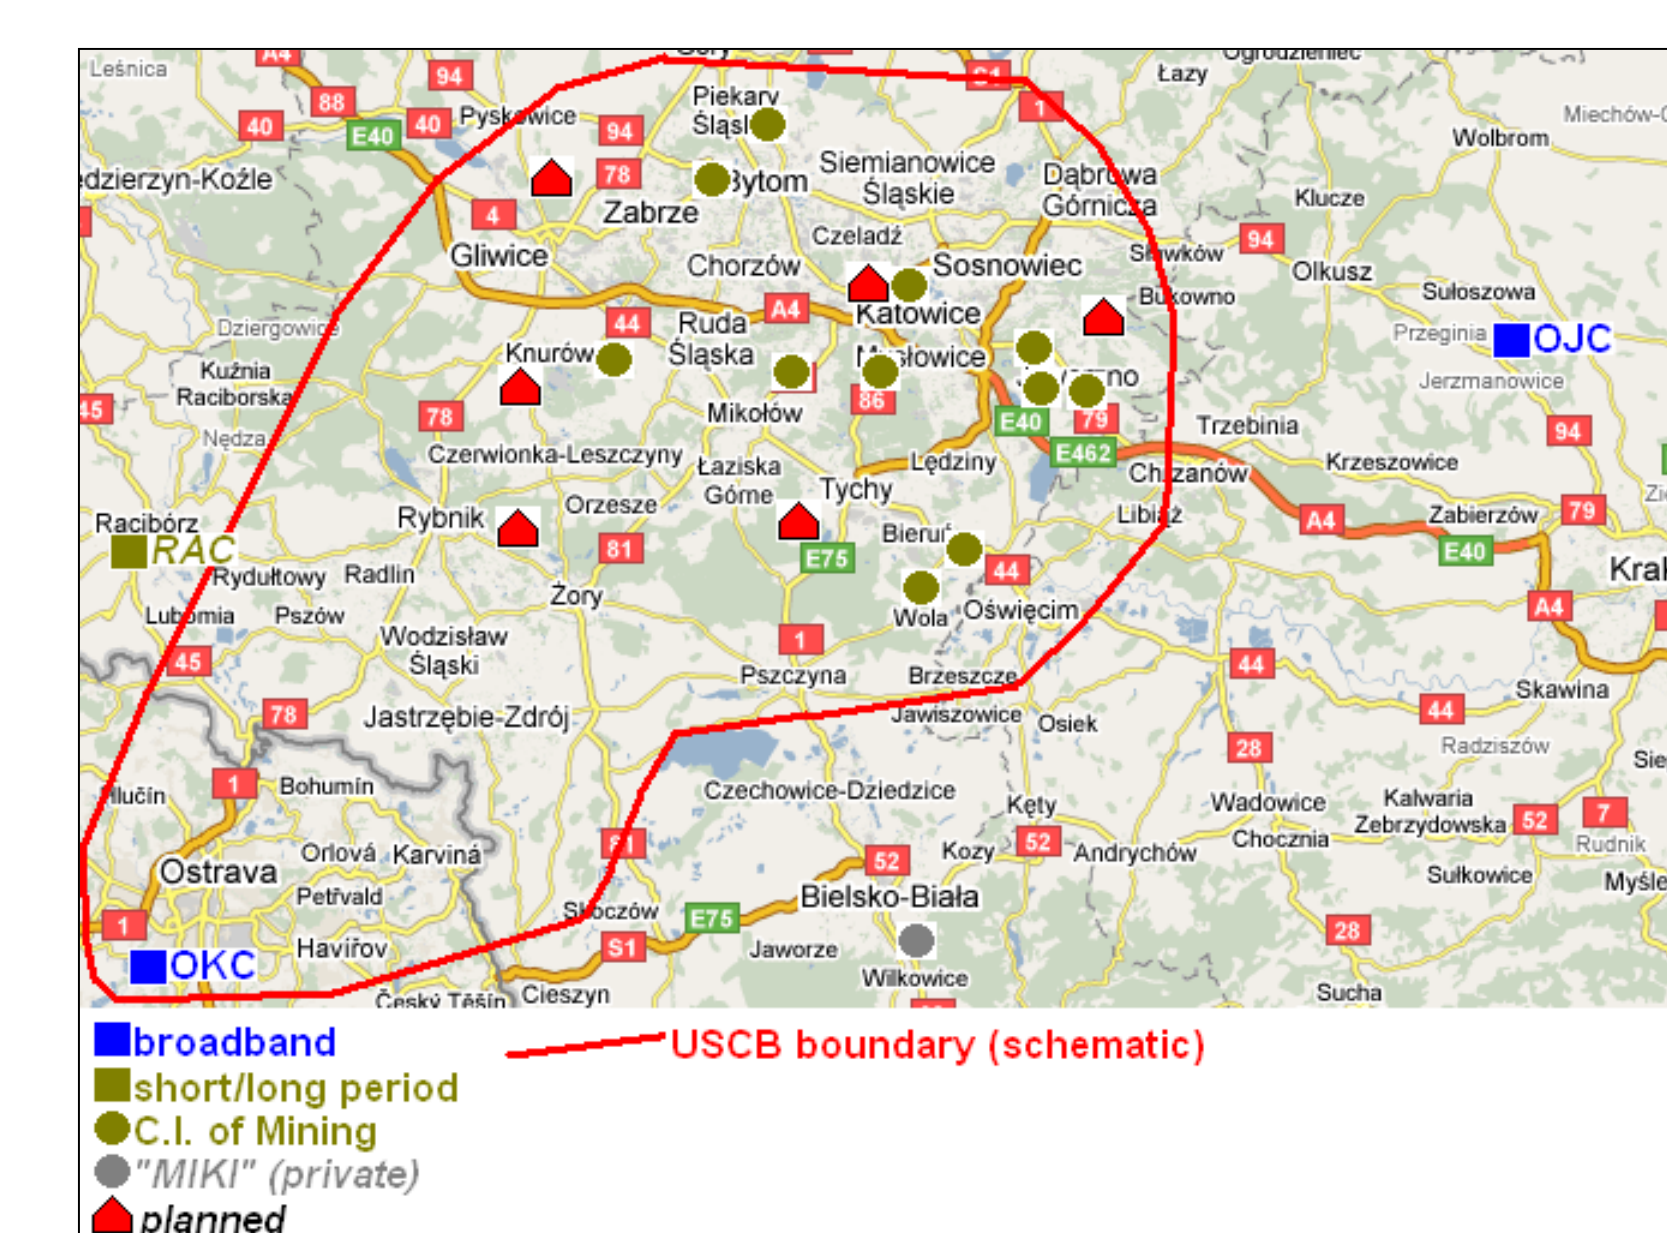 Leśnica
A4
94
S1
Łazy
88
40
40
E40
Pyskowice
94
Piekary
Śląsk
1
Miechów-
Wolbrom
dzierzyn-Koźle
78
Bytom
Siemianowice
Śląskie
Dąbrowa
Górnicza
Klucze
4
Zabrze
Czeladź
94
Gliwice
Chorzów
Sosnowiec
Sławków
Olkusz
Bukowno
Sułoszowa
Dziergowice
44
Ruda
Śląska
A4
Katowice
Przeginia
OJC
Knurów
Mysłowice
Kuźnia
Raciborska
Jaworzno
Jerzmanowice
45
78
Mikołów
86
E40
79
Trzebinia
94
Nędza
Czerwionka-Leszczyny
Łaziska
Górne
Lędziny
E462
Chrzanów
Krzeszowice
Tychy
Racibórz
Rybnik
Orzesze
Libiąż
A4
Zabierzów
79
RAC
81
Bieruń
E75
44
E40
Rydułtowy
Radlin
Żory
Wola
Oświęcim
A4
Lubomia
Pszów
Wodzisław
Śląski
1
45
Pszczyna
Brzeszcze
44
Skawina
78
Jastrzębie-Zdrój
Jawiszowice
Osiek
44
28
Radziszów
1
Bohumín
Hlučín
Czechowice-Dziedzice
Kęty
Wadowice
Kalwaria
Zebrzydowska
52
7
S1
52
Chocznia
Rudnik
Orlová
Karviná
52
Kozy
Andrychów
Ostrava
Sułkowice
Petřvald
Bielsko-Biała
1
Skoczów
E75
28
Havířov
S1
Jaworze
OKC
Wilkowice
Český Těšín
Cieszyn
Sucha
broadband
USCB boundary (schematic)
short/long period
C.I. of Mining
"MIKI" (private)
planned